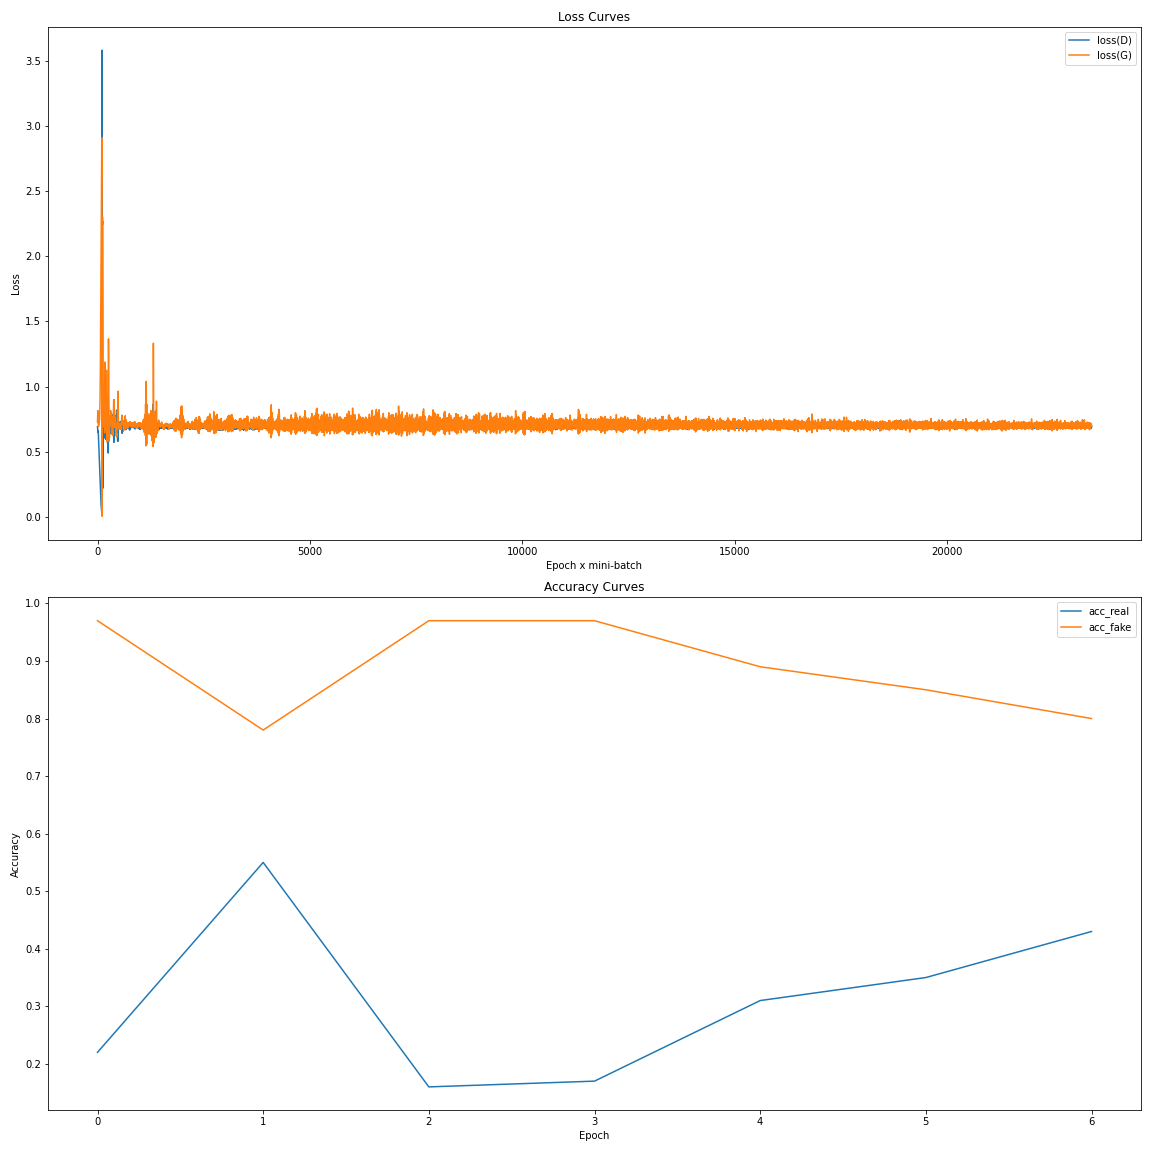 Loss Curves
loss(D)
loss(G)
3.5
3.0
2.5
2.0
1.5
1.0
0.5
0.0
Loss
0 5000 10000 15000 20000
Epoch x mini-batch
Accuracy Curves
acc_real
acc_fake
1.0
0.9
0.8
0.7
0.6
0.5
0.4
0.3
0.2
Accuracy
0 1 2 3 4 5 6
Epoch